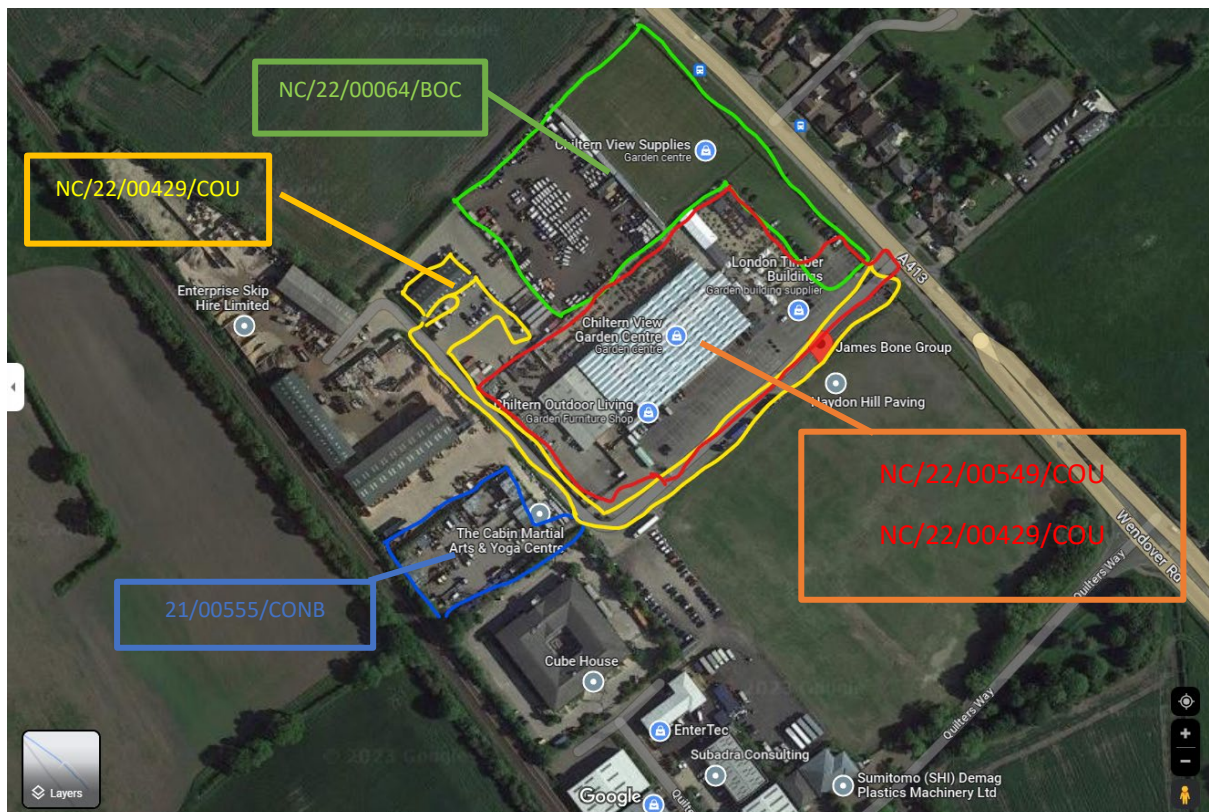 NC/22/00064/BOC
Chiltern View Supplies
Garden centre
NC/22/00429/COU
A413
London Timber
Buildings
Garden building supplier
Enterprise Skip
Hire Limited
Chiltern View
Garden Centre
Garden centre
James Bone Group
Haydon Hill Paving
Chiltern Outdoor Living
Garden Furniture Shop
NC/22/00549/COU
NC/22/00429/COU
The Cabin Martial
Arts & Yoga Centre
Wendover Rd
Quilters Way
21/00555/CONB
Cube House
Quilters Way
EnterTec
Subadra Consulting
Sumitomo (SHI) Demag
Plastics Machinery Ltd
Layers
Google